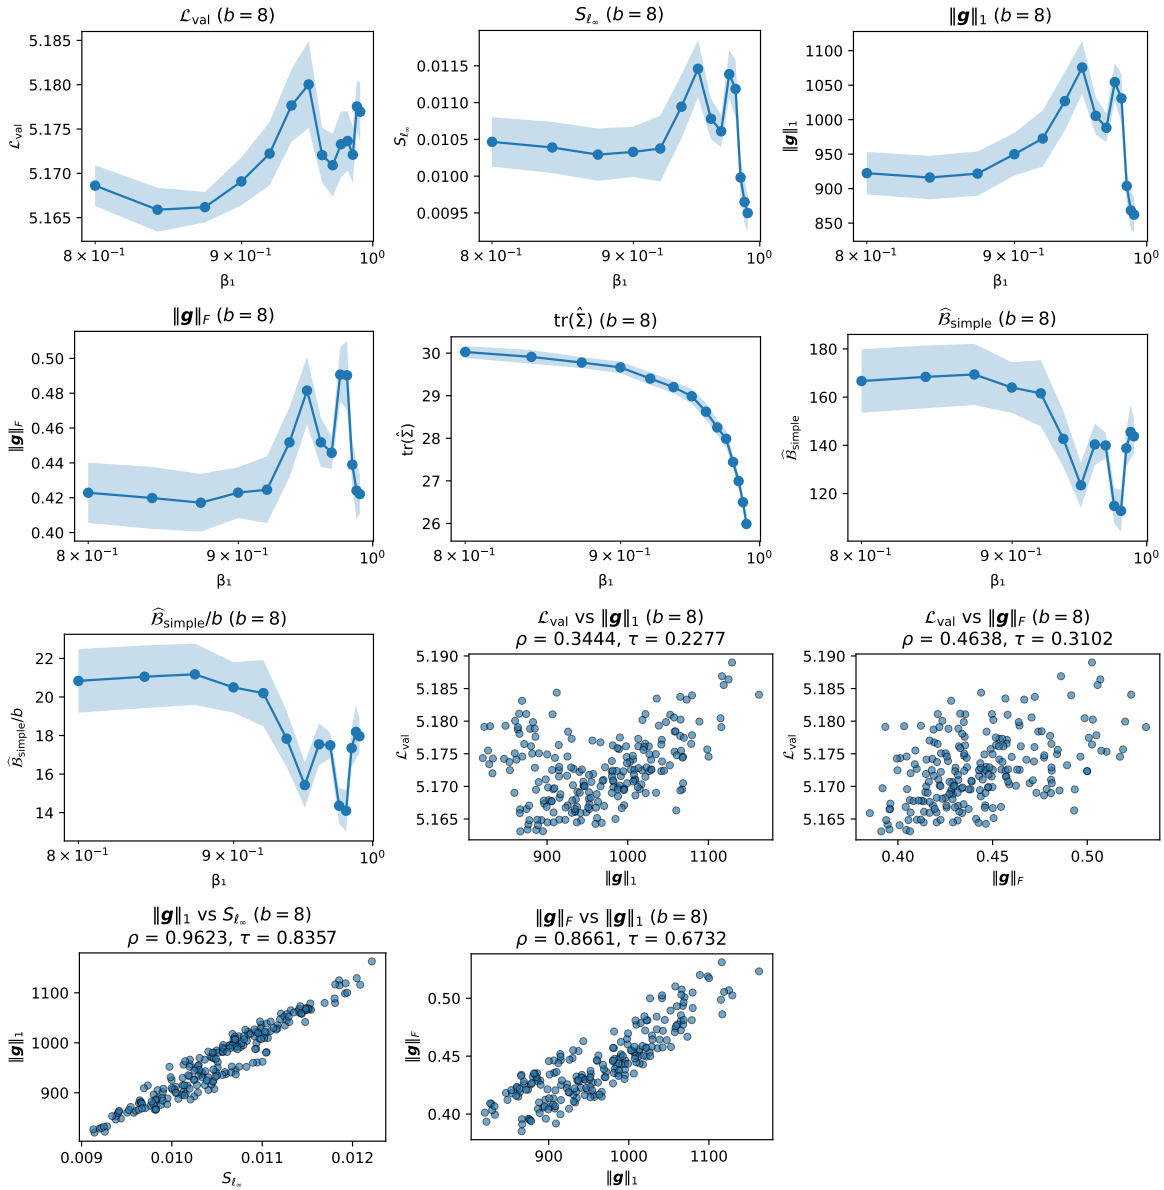 ℒval (b = 8)
5.185
5.180
5.175
5.170
5.165
ℒval
8 × 10⁻¹
9 × 10⁻¹
10⁰
β₁
Sℓ∞ (b = 8)
0.0115
0.0110
0.0105
0.0100
0.0095
Sℓ∞
8 × 10⁻¹
9 × 10⁻¹
10⁰
β₁
‖g‖₁ (b = 8)
1100
1050
1000
950
900
850
‖g‖₁
8 × 10⁻¹
9 × 10⁻¹
10⁰
β₁
‖g‖F (b = 8)
0.50
0.48
0.46
0.44
0.42
0.40
‖g‖F
8 × 10⁻¹
9 × 10⁻¹
10⁰
β₁
tr(Σ̂) (b = 8)
30
29
28
27
26
tr(Σ̂)
8 × 10⁻¹
9 × 10⁻¹
10⁰
β₁
ℬ̂simple (b = 8)
180
160
140
120
ℬ̂simple
8 × 10⁻¹
9 × 10⁻¹
10⁰
β₁
ℬ̂simple/b (b = 8)
22
20
18
16
14
ℬ̂simple/b
8 × 10⁻¹
9 × 10⁻¹
10⁰
β₁
ℒval vs ‖g‖₁ (b = 8)
ρ = 0.3444, τ = 0.2277
5.190
5.185
5.180
5.175
5.170
5.165
ℒval
900
1000
1100
‖g‖₁
ℒval vs ‖g‖F (b = 8)
ρ = 0.4638, τ = 0.3102
5.190
5.185
5.180
5.175
5.170
5.165
ℒval
0.40
0.45
0.50
‖g‖F
‖g‖₁ vs Sℓ∞ (b = 8)
ρ = 0.9623, τ = 0.8357
1100
1000
900
‖g‖₁
0.009
0.010
0.011
0.012
Sℓ∞
‖g‖F vs ‖g‖₁ (b = 8)
ρ = 0.8661, τ = 0.6732
0.50
0.45
0.40
‖g‖F
900
1000
1100
‖g‖₁